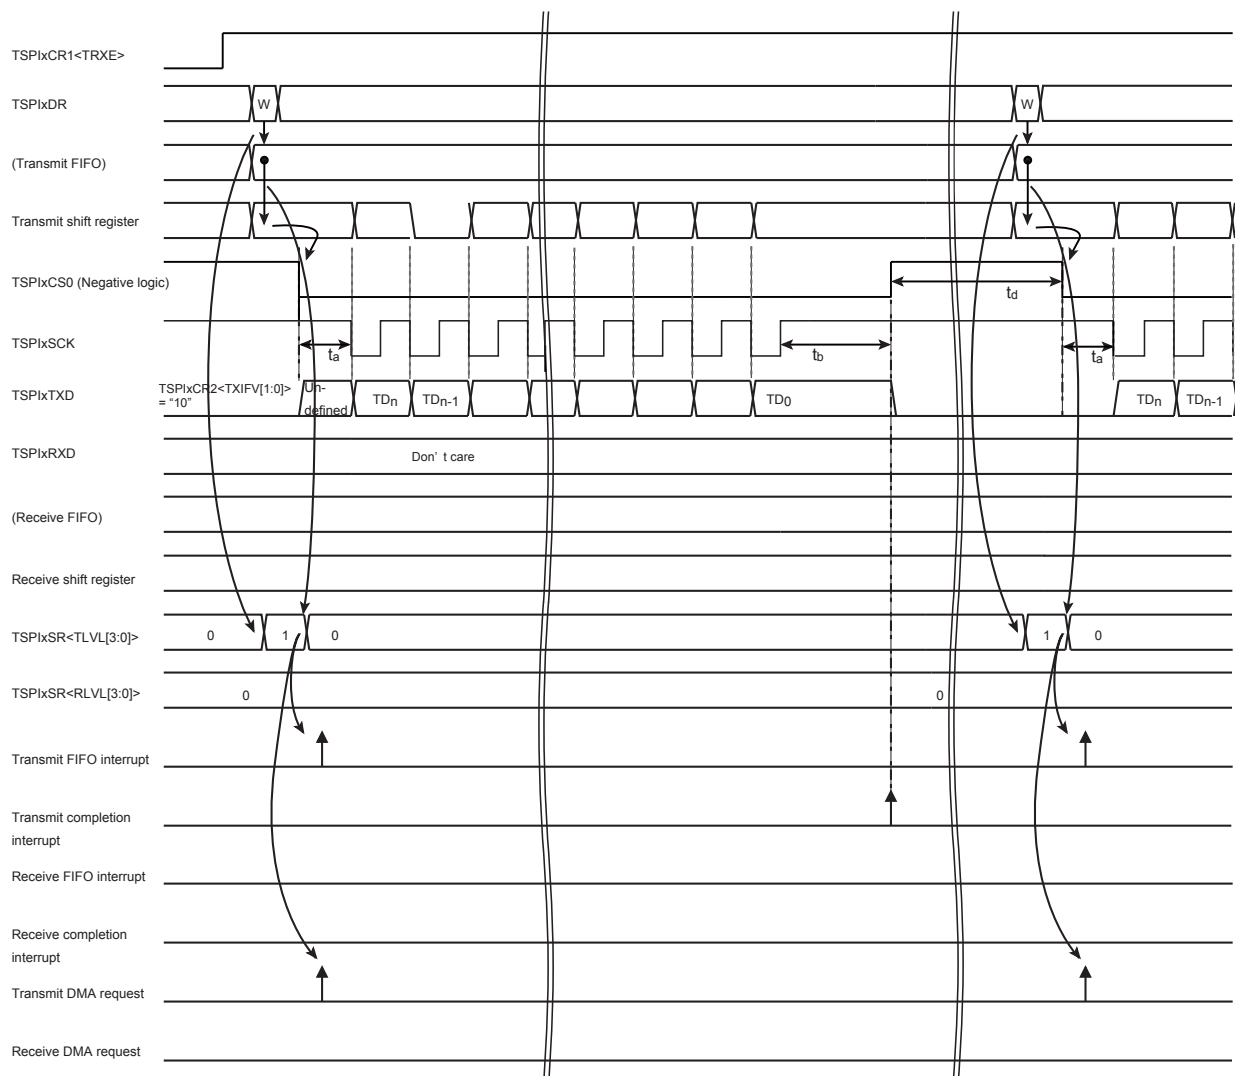 TSPIxCR1<TRXE>
TSPIxDR
W
W
(Transmit FIFO)
Transmit shift register
TSPIxCS0 (Negative logic)
td
TSPIxSCK
ta
tb
ta
TSPIxTXD
TSPIxCR2<TXIFV[1:0]>
= “10”
Un-
defined
TDn
TDn-1
TD0
TDn
TDn-1
TSPIxRXD
Don’ t care
(Receive FIFO)
Receive shift register
TSPIxSR<TLVL[3:0]>
0
1
0
1
0
TSPIxSR<RLVL[3:0]>
0
0
Transmit FIFO interrupt
Transmit completion
interrupt
Receive FIFO interrupt
Receive completion
interrupt
Transmit DMA request
Receive DMA request